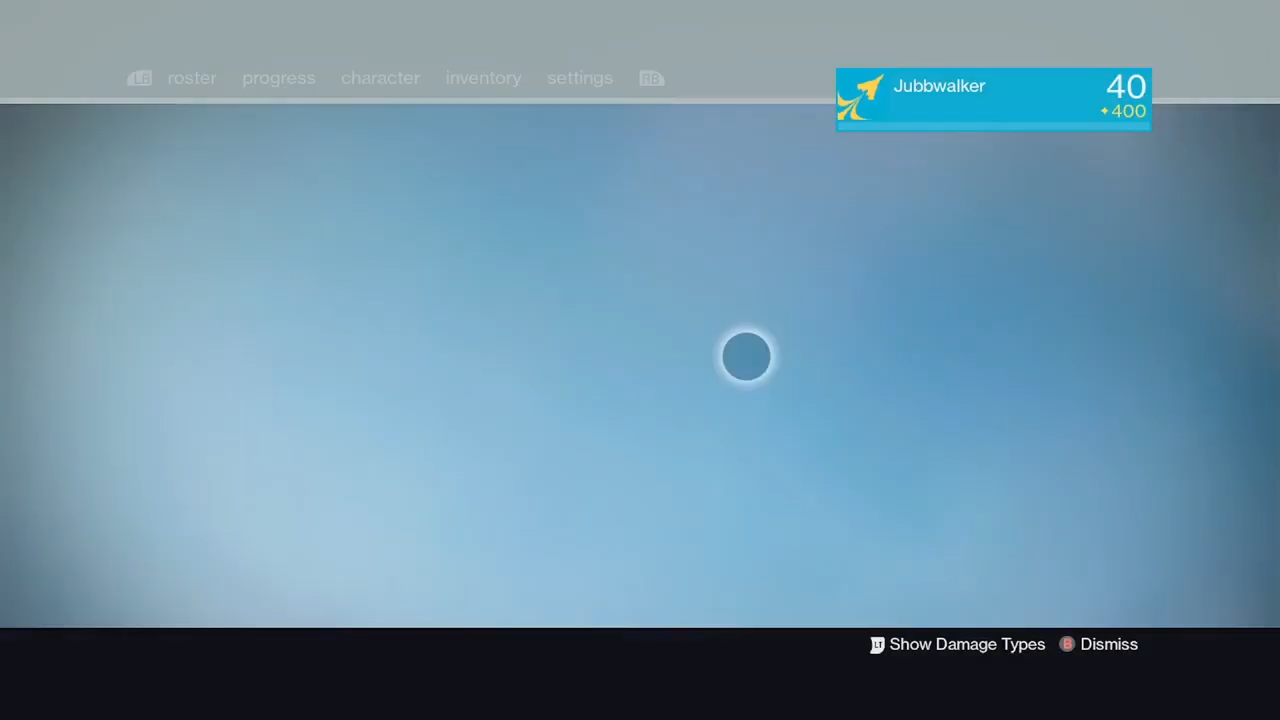 LB roster progress character inventory settings RB
Jubbwalker 40
400
LT Show Damage Types B Dismiss